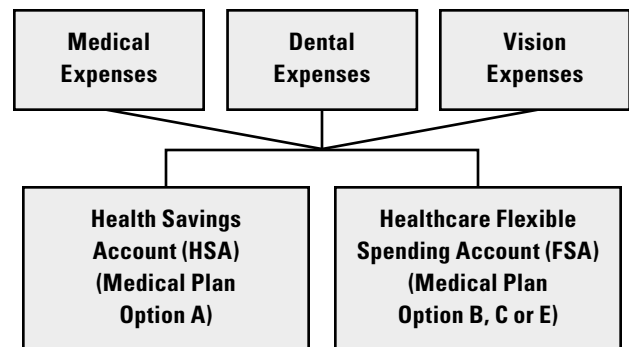 Medical
Expenses
Dental
Expenses
Vision
Expenses
Health Savings
Account (HSA)
(Medical Plan
Option A)
Healthcare Flexible
Spending Account (FSA)
(Medical Plan
Option B, C or E)